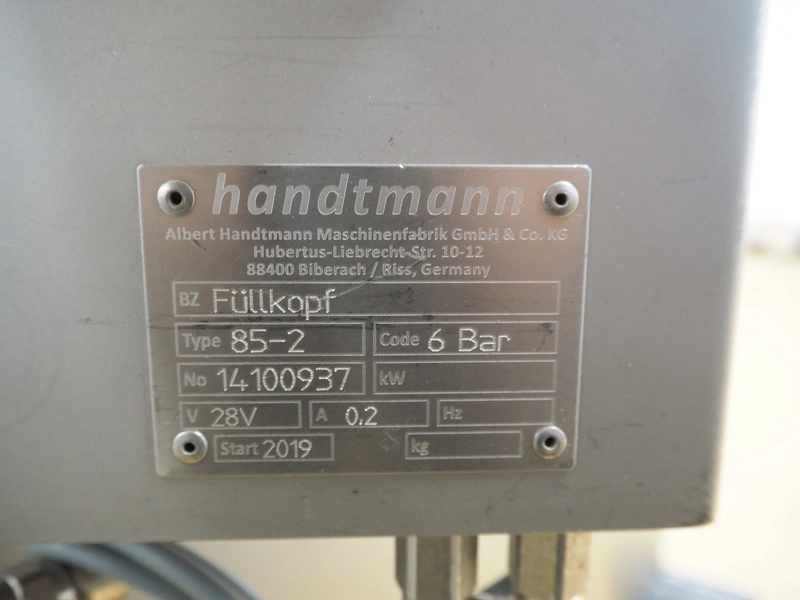 handtmann
Albert Handtmann Maschinenfabrik GmbH & Co. KG
Hubertus-Liebrecht-Str. 10-12
88400 Biberach / Riss, Germany
BZ Füllkopf
Type 85-2 Code 6 Bar
No 14100937 kW
V 28V A 0.2 Hz
Start 2019 kg